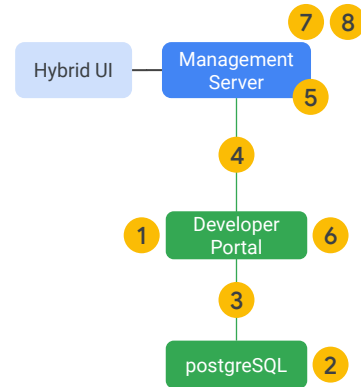 7 8
Hybrid UI
Management
Server
5
4
1
Developer
Portal
6
3
postgreSQL
2